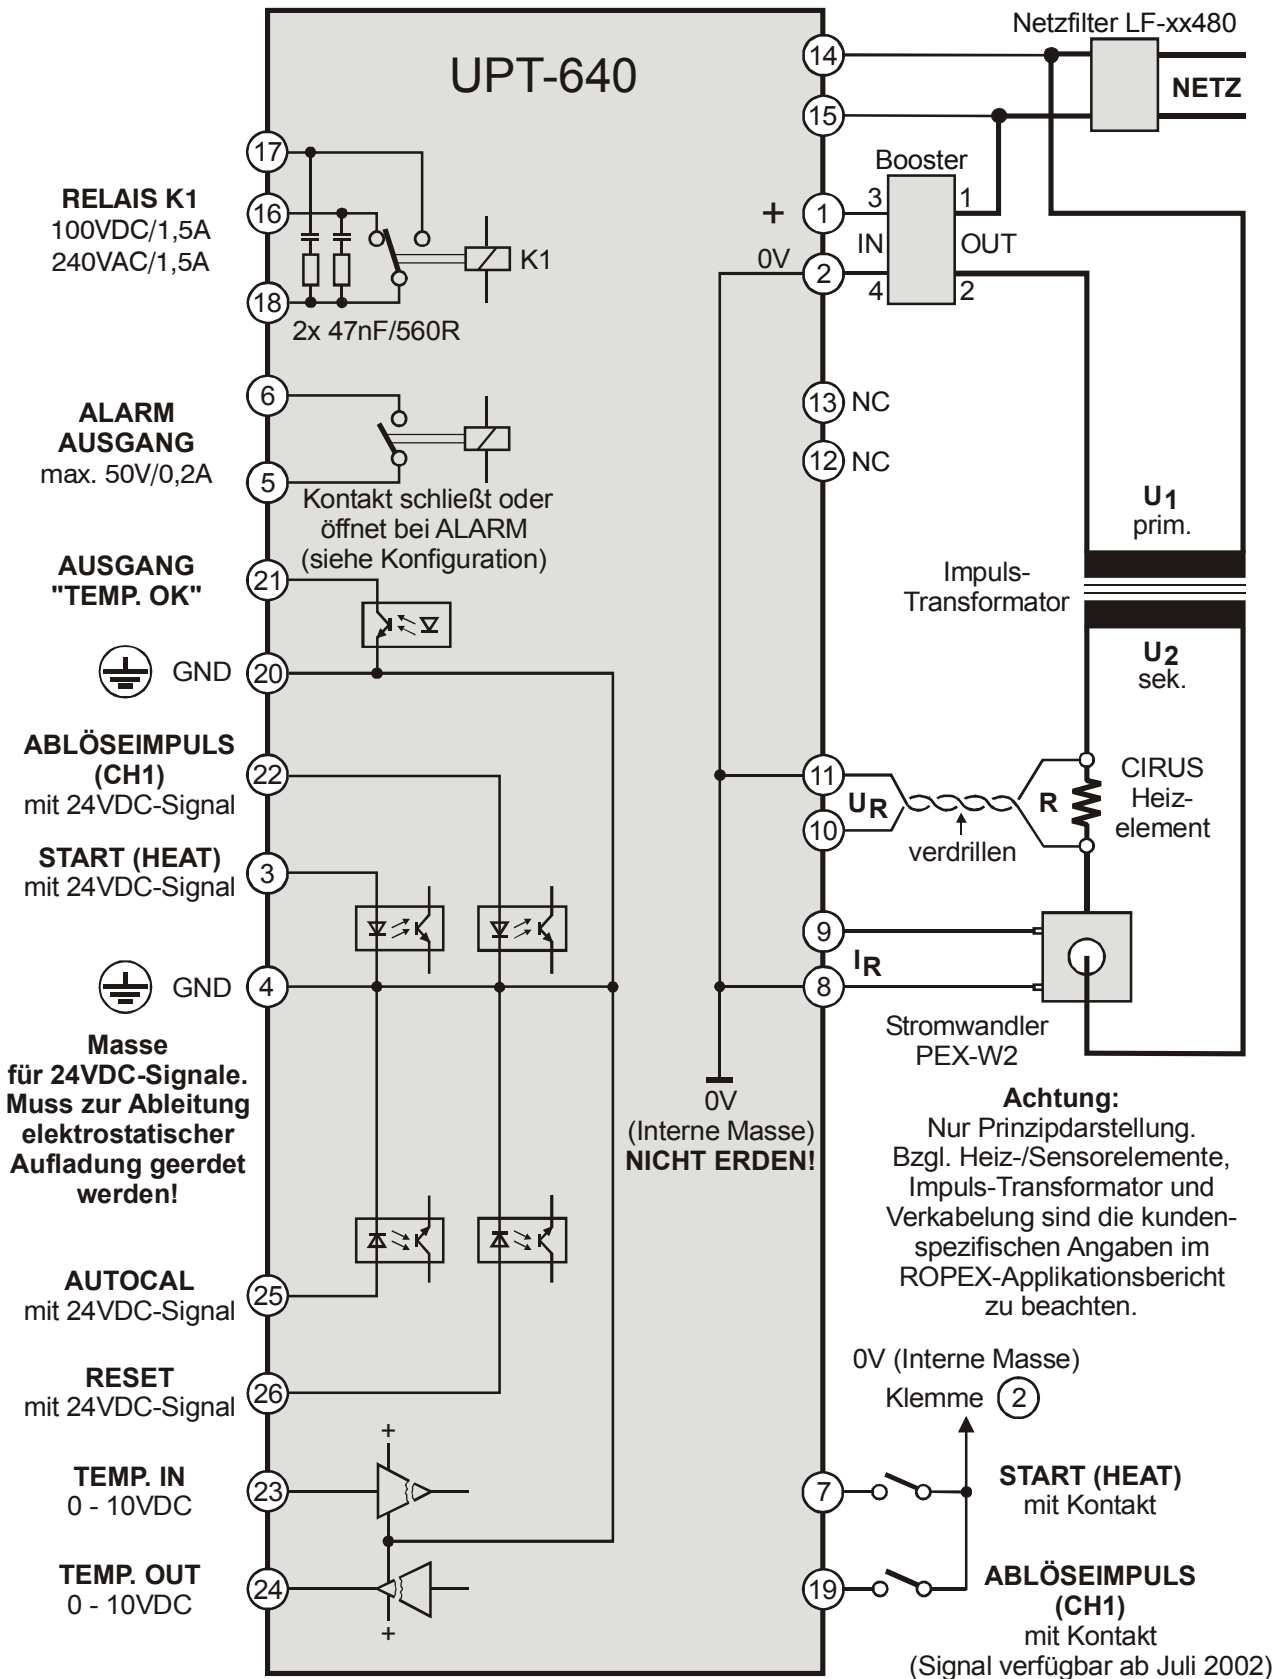 Netzfilter LF-xx480
UPT-640
14
NETZ
15
17
RELAIS K1
100VDC/1,5A
240VAC/1,5A
16
K1
18
2x 47nF/560R
Booster
+
1
3
1
IN
OUT
0V
2
4
2
6
ALARM
AUSGANG
max. 50V/0,2A
5
Kontakt schließt oder
öffnet bei ALARM
(siehe Konfiguration)
13
NC
12
NC
U1
prim.
AUSGANG
"TEMP. OK"
21
Impuls-
Transformator
U2
sek.
GND
20
ABLÖSEIMPULS
(CH1)
mit 24VDC-Signal
22
11
UR
10
R
verdrillen
CIRUS
Heiz-
element
START (HEAT)
mit 24VDC-Signal
3
9
IR
8
GND
4
Stromwandler
PEX-W2
Masse
für 24VDC-Signale.
Muss zur Ableitung
elektrostatischer
Aufladung geerdet
werden!
0V
(Interne Masse)
NICHT ERDEN!
Achtung:
Nur Prinzipdarstellung.
Bzgl. Heiz-/Sensorelemente,
Impuls-Transformator und
Verkabelung sind die kunden-
spezifischen Angaben im
ROPEX-Applikationsbericht
zu beachten.
AUTOCAL
mit 24VDC-Signal
25
RESET
mit 24VDC-Signal
26
0V (Interne Masse)
Klemme 2
+
TEMP. IN
0 - 10VDC
23
7
START (HEAT)
mit Kontakt
TEMP. OUT
0 - 10VDC
24
+
19
ABLÖSEIMPULS
(CH1)
mit Kontakt
(Signal verfügbar ab Juli 2002)